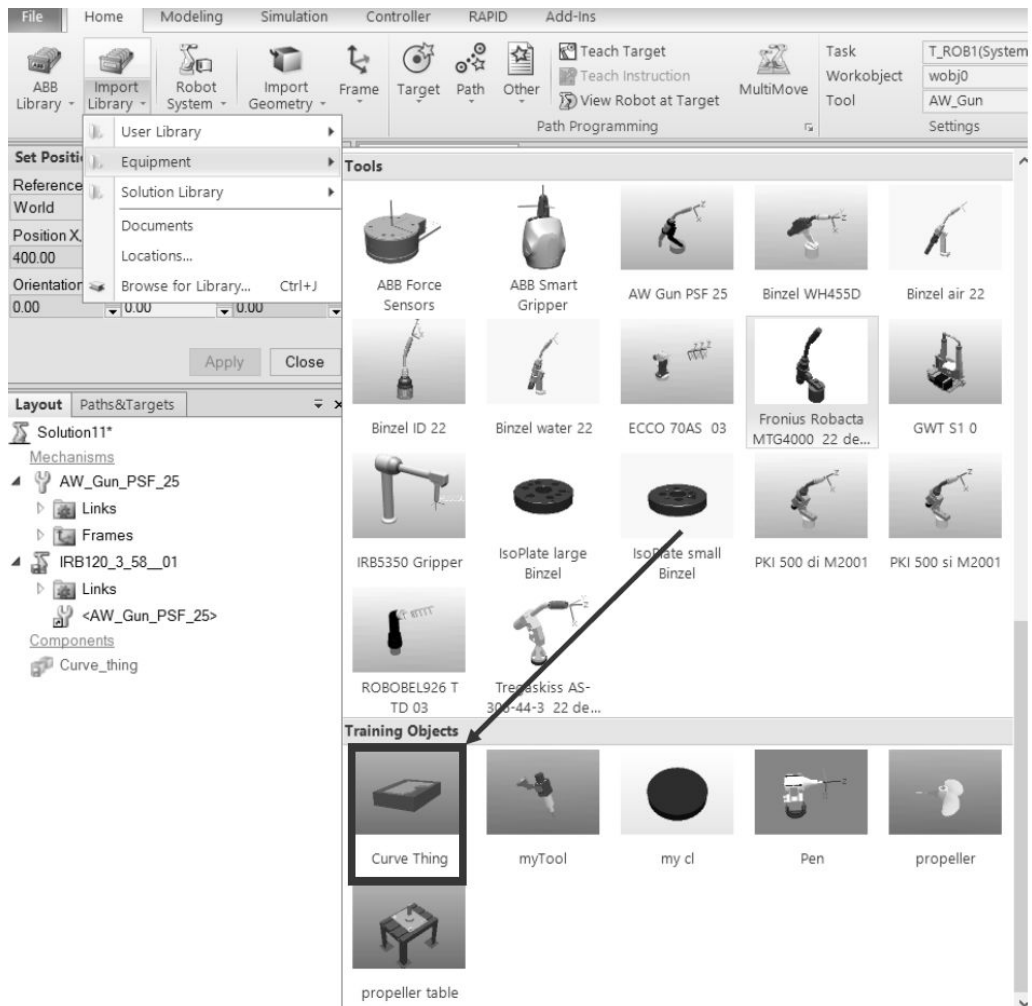 File Home Modeling Simulation Controller RAPID Add-Ins
ABB Library
Import Library
Robot System
Import Geometry
Frame
Target
Path
Other
Teach Target
Teach Instruction
View Robot at Target
MultiMove
Task T_ROB1(System
Workobject wobj0
Tool AW_Gun
Path Programming
Settings
User Library
Equipment
Solution Library
Documents
Locations...
Browse for Library... Ctrl+J
Set Positi
Reference
World
Position X,
400.00
Orientation
0.00 0.00 0.00
Apply Close
Layout Paths&Targets
Solution11*
Mechanisms
AW_Gun_PSF_25
Links
Frames
IRB120_3_58__01
Links
<AW_Gun_PSF_25>
Components
Curve_thing
Tools
ABB Force Sensors
ABB Smart Gripper
AW Gun PSF 25
Binzel WH455D
Binzel air 22
Binzel ID 22
Binzel water 22
ECCO 70AS 03
Fronius Robacta
MTG4000 22 de...
GWT S1 0
IRB5350 Gripper
IsoPlate large
Binzel
IsoPlate small
Binzel
PKI 500 di M2001
PKI 500 si M2001
ROBOBEL926 T
TD 03
Tregaskiss AS-
22 de...
Training Objects
Curve Thing
myTool
my cl
Pen
propeller
propeller table